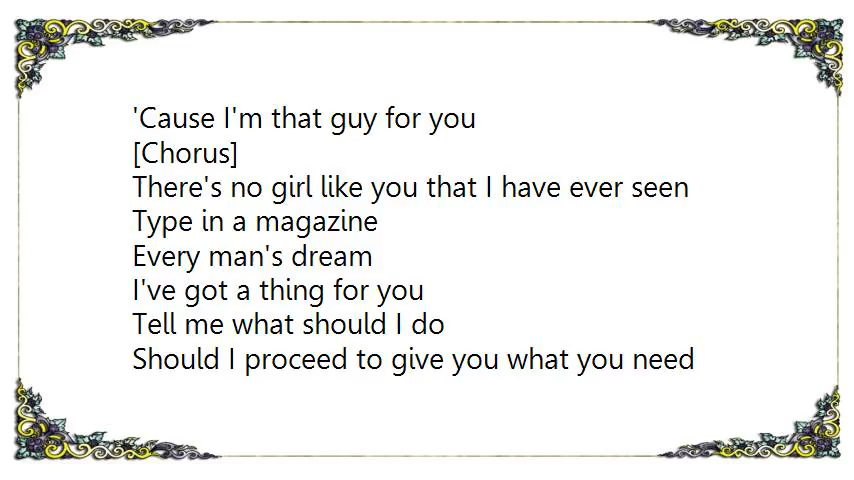 'Cause I'm that guy for you
[Chorus]
There's no girl like you that I have ever seen
Type in a magazine
Every man's dream
I've got a thing for you
Tell me what should I do
Should I proceed to give you what you need